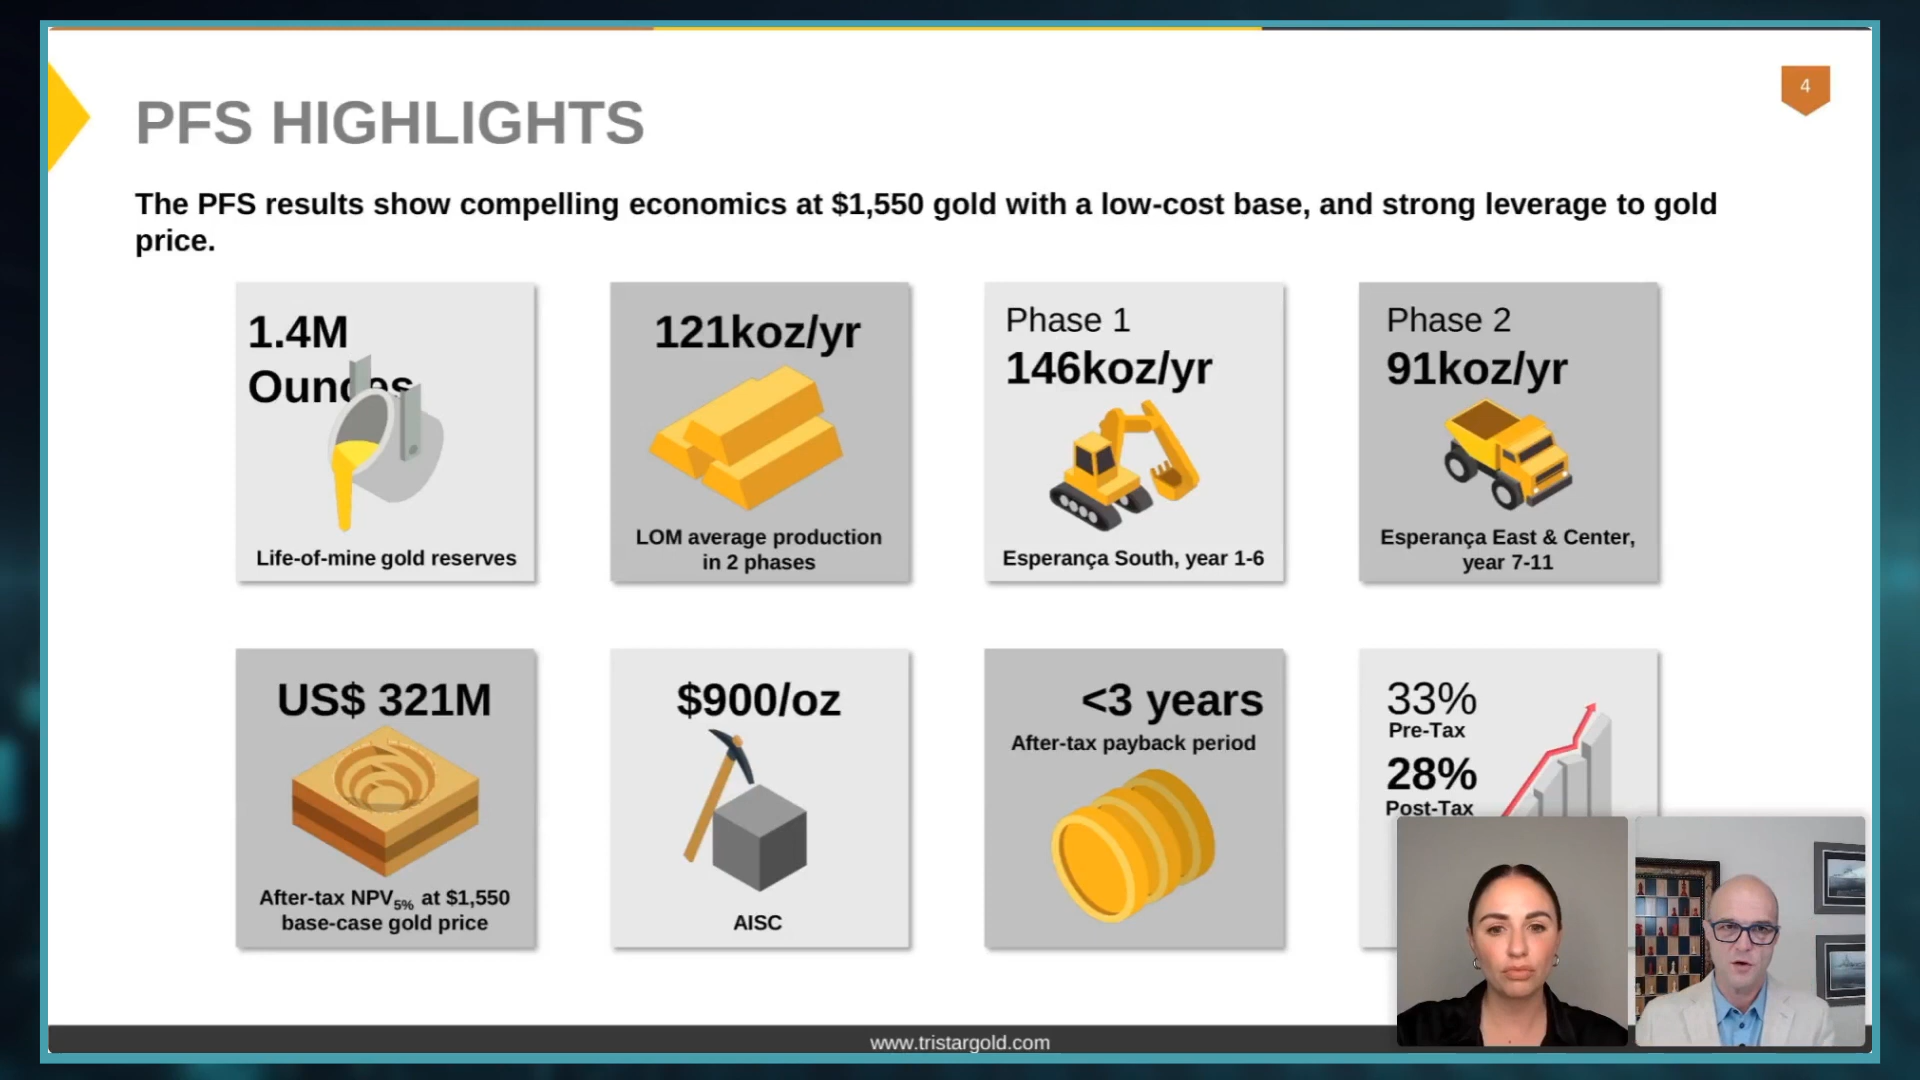 4
PFS HIGHLIGHTS
The PFS results show compelling economics at $1,550 gold with a low-cost base, and strong leverage to gold
price.
1.4M
Ounces
Life-of-mine gold reserves
121koz/yr
LOM average production
in 2 phases
Phase 1
146koz/yr
Esperança South, year 1-6
Phase 2
91koz/yr
Esperança East & Center,
year 7-11
US$ 321M
After-tax NPV5% at $1,550
base-case gold price
$900/oz
AISC
<3 years
After-tax payback period
33%
Pre-Tax
28%
Post-Tax
www.tristargold.com